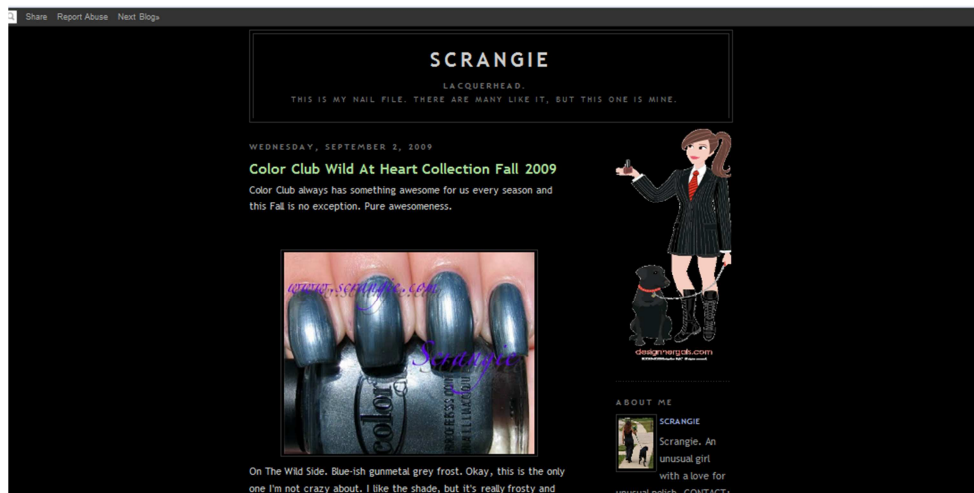 Share Report Abuse Next Blog»
SCRANGIE
LACQUERHEAD.
THIS IS MY NAIL FILE. THERE ARE MANY LIKE IT, BUT THIS ONE IS MINE.
WEDNESDAY, SEPTEMBER 2, 2009
Color Club Wild At Heart Collection Fall 2009
Color Club always has something awesome for us every season and
this Fall is no exception. Pure awesomeness.
www.scrangie.com
Scrangie
color
On The Wild Side. Blue-ish gunmetal grey frost. Okay, this is the only
one I'm not crazy about. I like the shade, but it's really frosty and
designergals.com
ABOUT ME
SCRANGIE
Scrangie. An
unusual girl
with a love for
unusual polish. CONTACT: